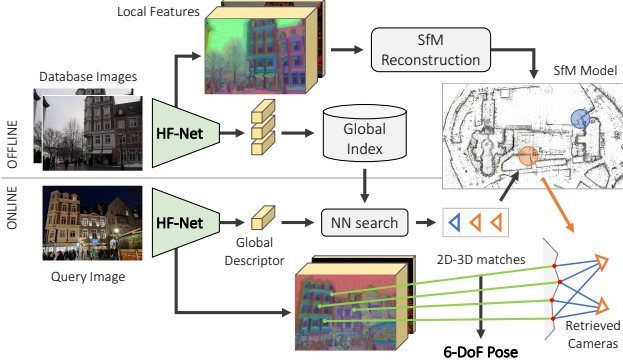 Local Features
SfM
Reconstruction
SfM Model
Database Images
HF-Net
Global
Index
OFFLINE
ONLINE
HF-Net
Global
Descriptor
NN search
Query Image
2D-3D matches
Retrieved
Cameras
6-DoF Pose